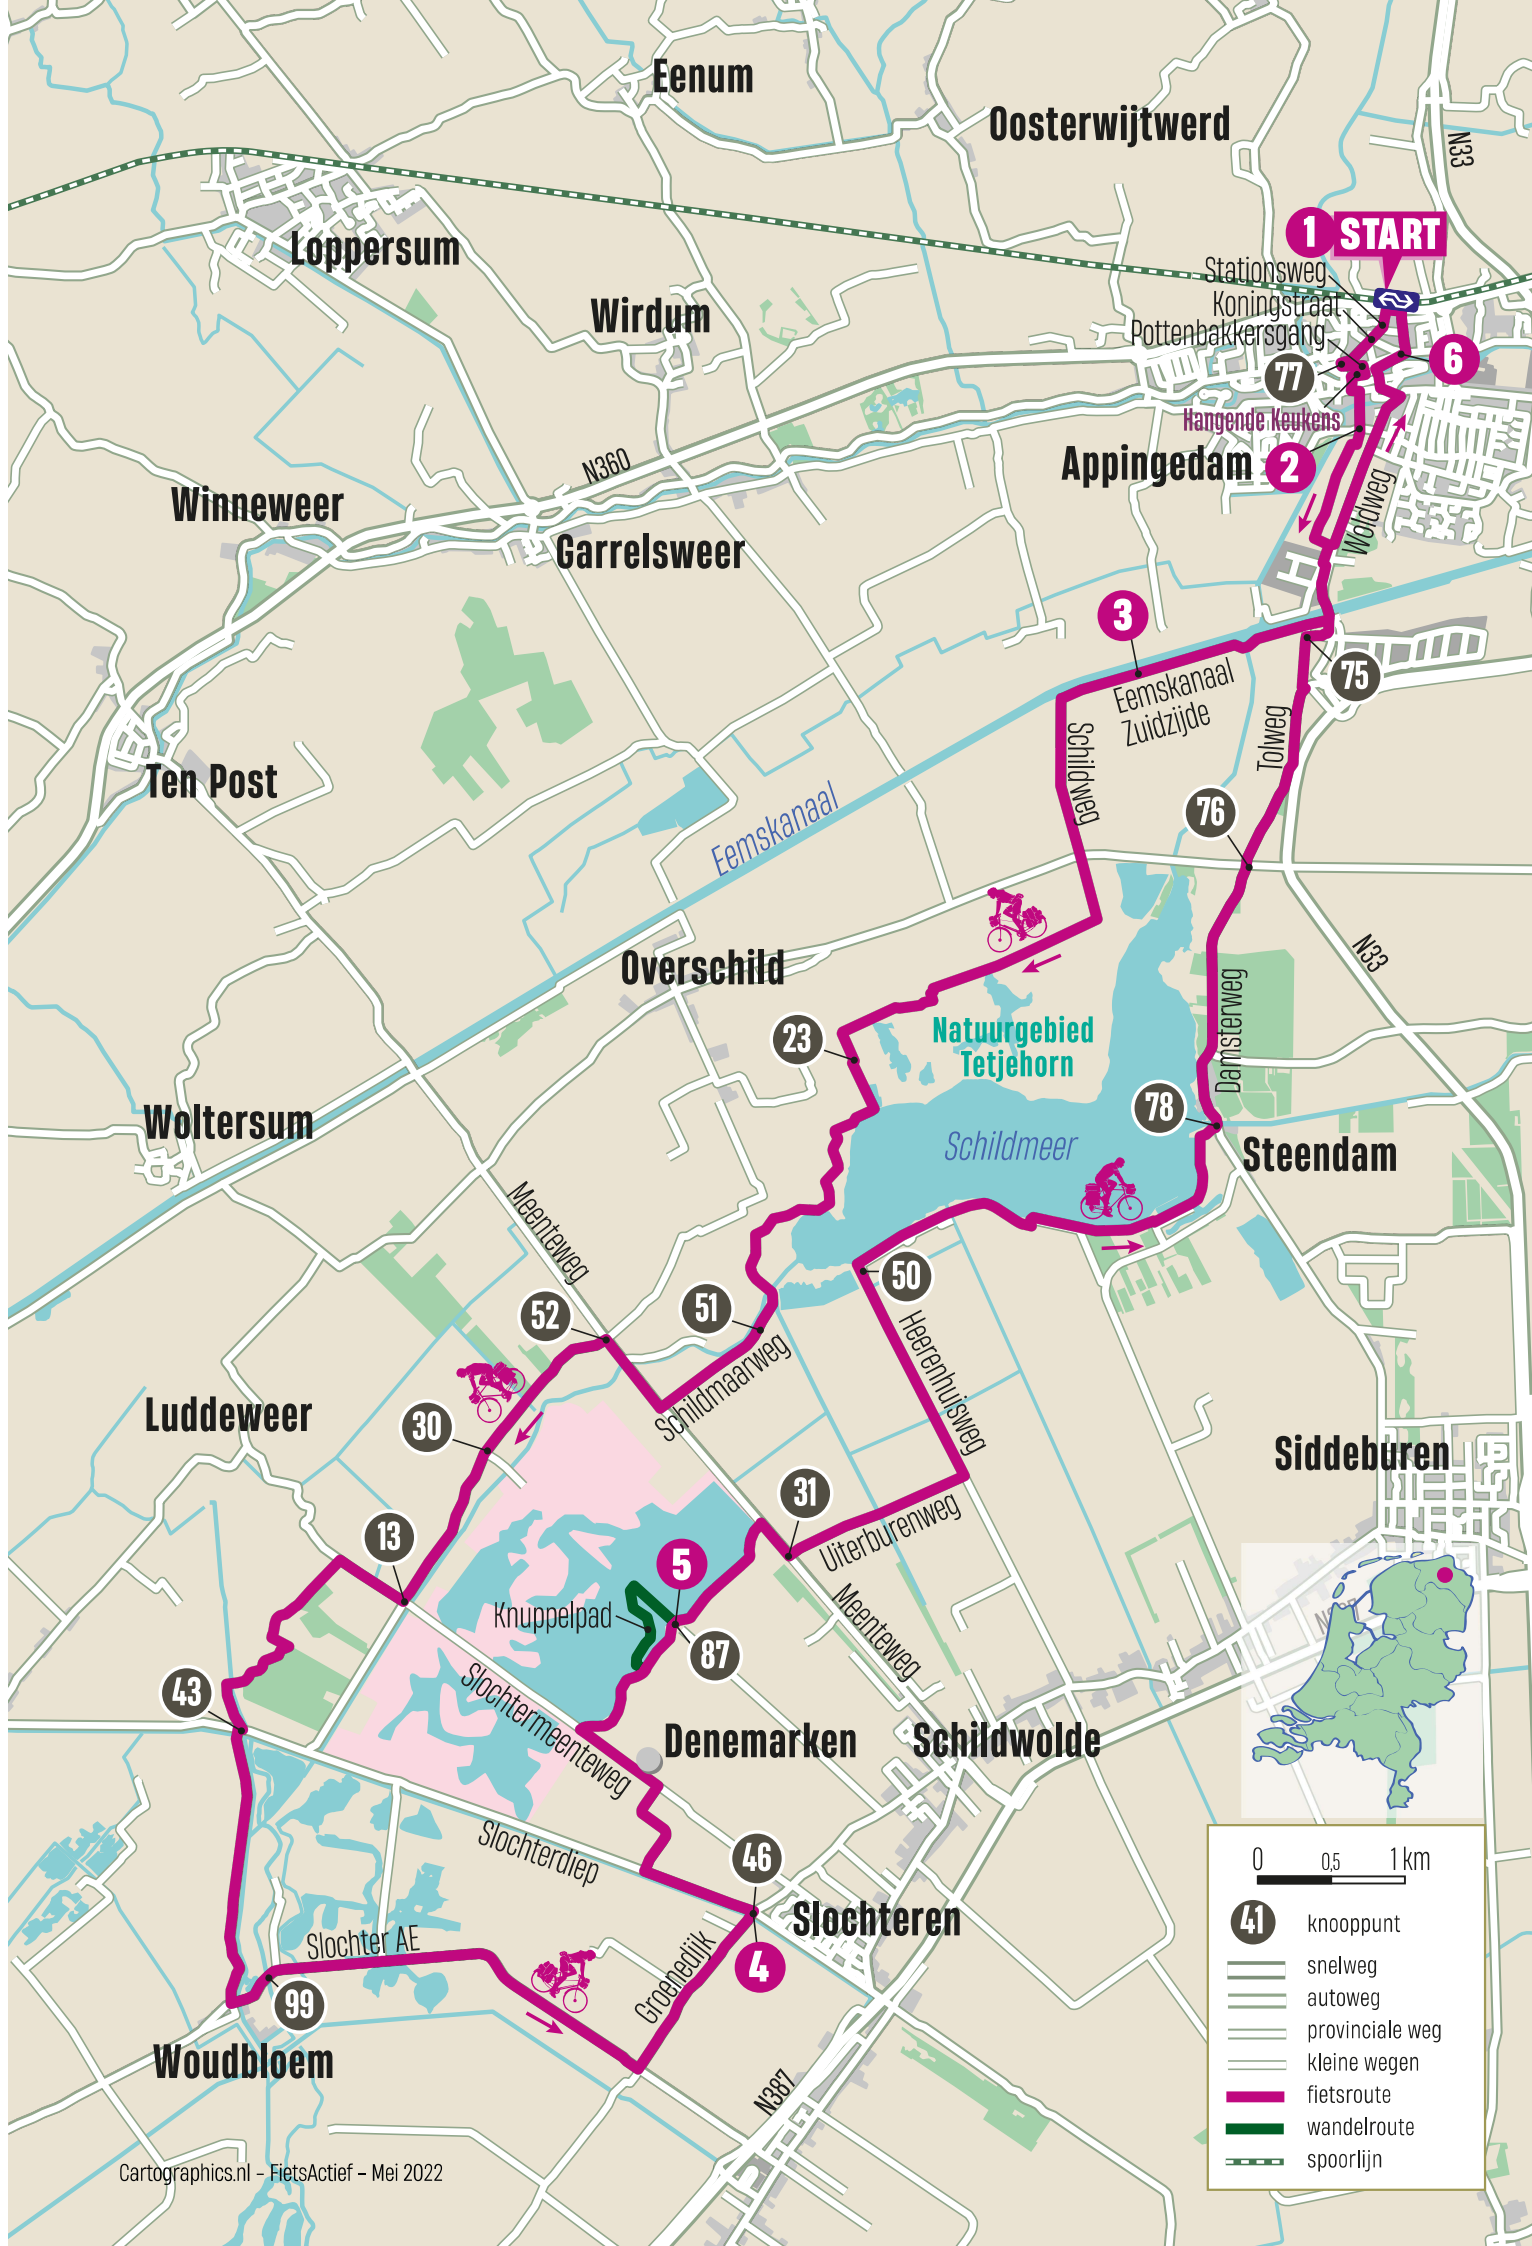 Eenum
Oosterwijtwerd
N33
Loppersum
1 START
Stationsweg
Koningstraat
Pottenbakkersgang
Wirdum
77
6
Hangende Keukens
Appingedam
2
N360
Winneweer
Garrelsweer
Woldweg
3
75
Eemskanaal
Zuidzijde
Schildweg
Tolweg
Ten Post
76
Eemskanaal
N33
Overschild
Damsterweg
23
Natuurgebied
Tetjehorn
78
Woltersum
Schildmeer
Steendam
Meenteweg
50
51
52
Heerenhuisweg
Schildmaarweg
Luddeweer
30
Siddeburen
31
Uiterburenweg
13
5
Knuppelpad
Meenteweg
87
43
Slochtermeenteweg
Denemarken
Schildwolde
Slochterdiep
46
Slochteren
Slochter AE
Groenedijk
4
99
Woudbloem
N387
0 0,5 1 km
41 knooppunt
snelweg
autoweg
provinciale weg
kleine wegen
fietsroute
wandelroute
spoorlijn
Cartographics.nl - FietsActief - Mei 2022